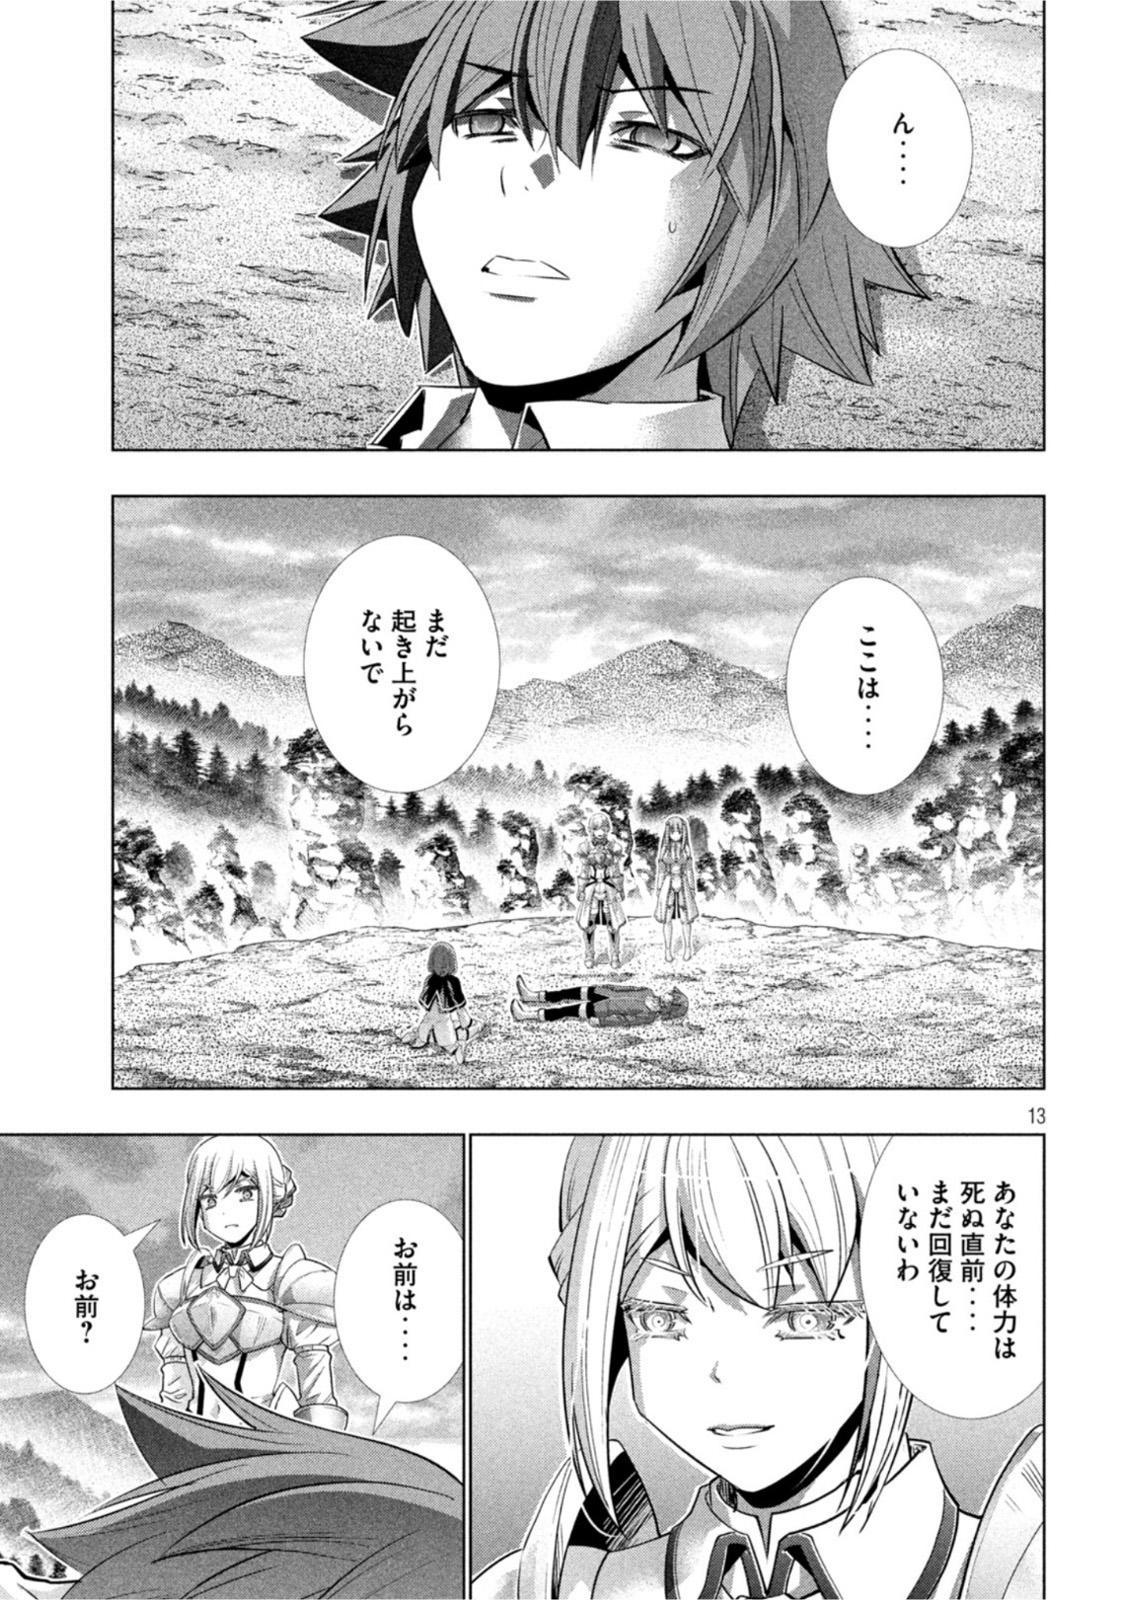 ん‥‥
ここは‥‥
まだ
起き上がら
ないで
13
あなたの体力は
死ぬ直前‥‥
まだ回復して
いないわ
お前は‥‥
お前？